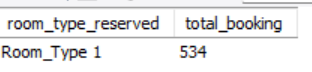 room_type_reserved total_booking
Room_Type 1 534